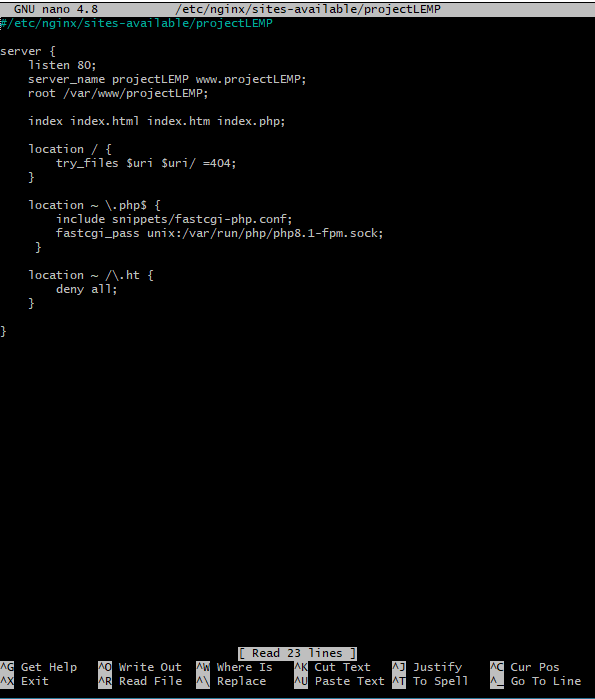 GNU nano 4.8 /etc/nginx/sites-available/projectLEMP
#/etc/nginx/sites-available/projectLEMP
server {
listen 80;
server_name projectLEMP www.projectLEMP;
root /var/www/projectLEMP;
index index.html index.htm index.php;
location / {
try_files $uri $uri/ =404;
}
location ~ \.php$ {
include snippets/fastcgi-php.conf;
fastcgi_pass unix:/var/run/php/php8.1-fpm.sock;
}
location ~ /\.ht {
deny all;
}
}
[ Read 23 lines ]
^G Get Help ^O Write Out ^W Where Is ^K Cut Text ^J Justify ^C Cur Pos
^X Exit ^R Read File ^\ Replace ^U Paste Text ^T To Spell ^_ Go To Line